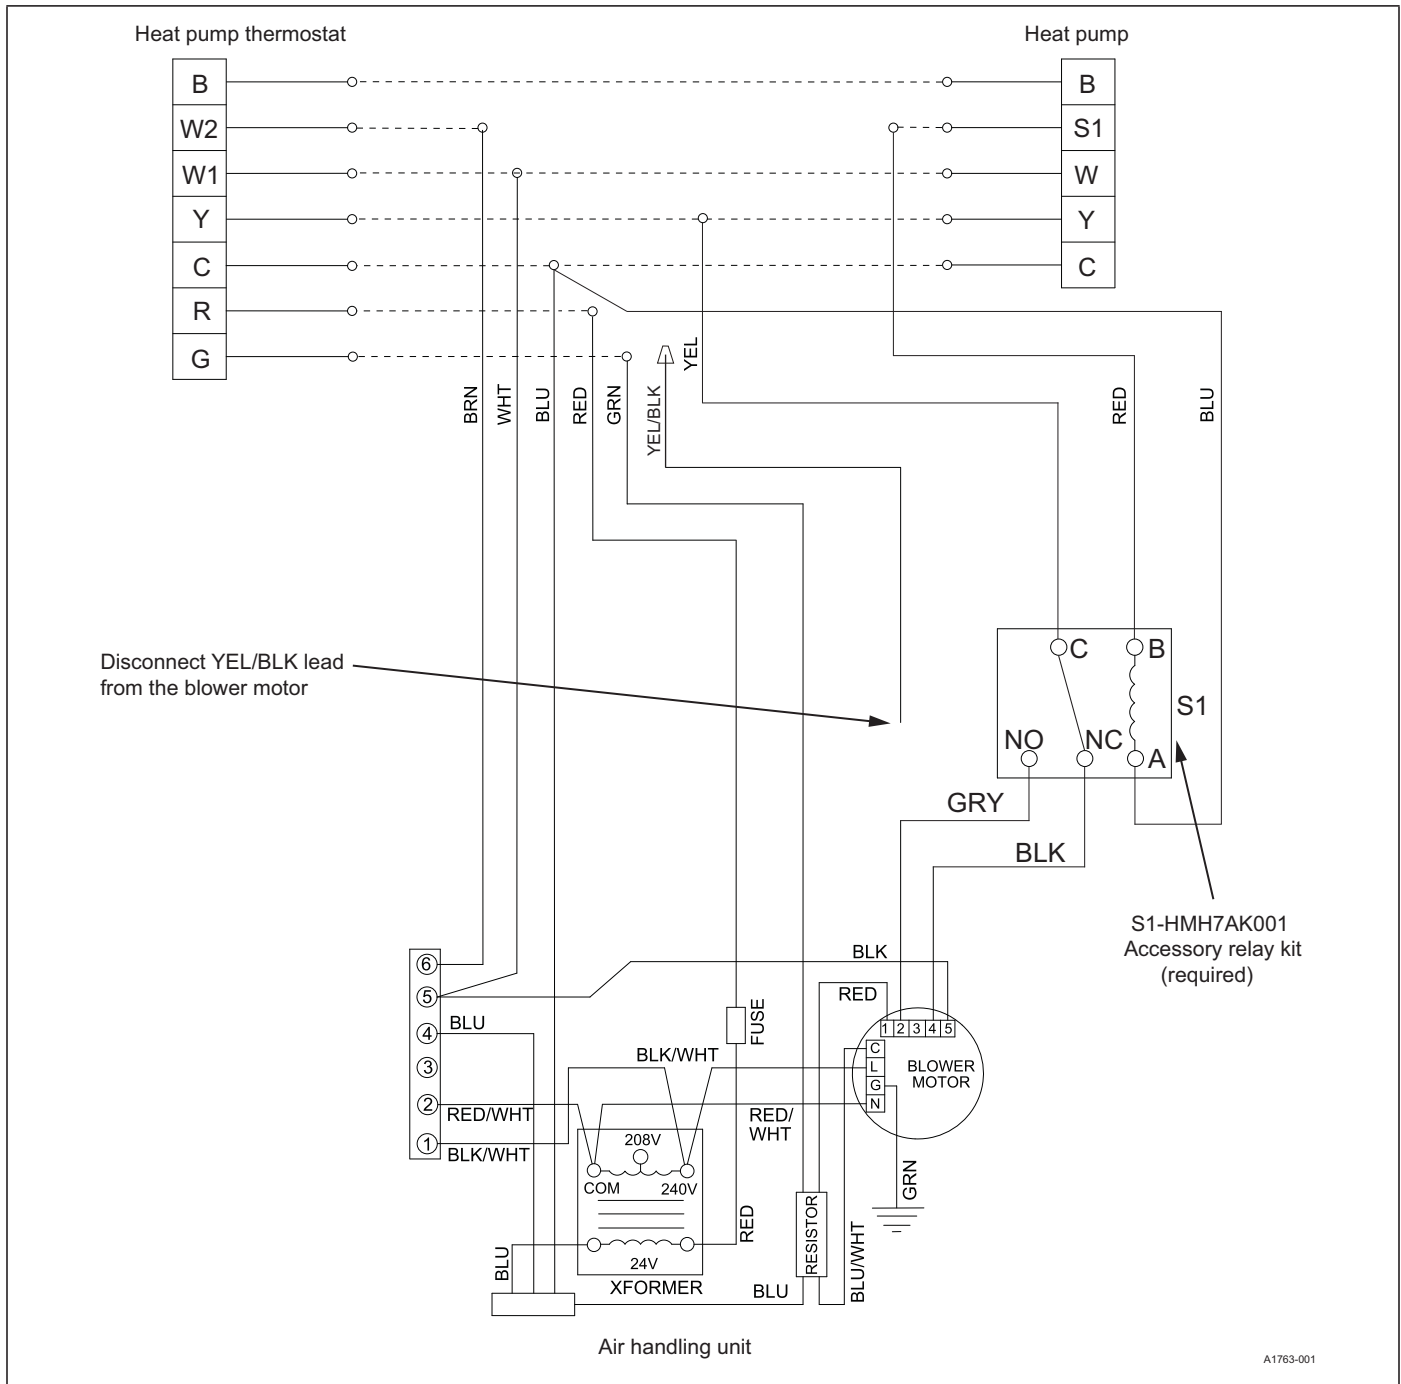 Heat pump thermostat
Heat pump
B
W2
W1
Y
C
R
G
B
S1
W
Y
C
BRN
WHT
BLU
RED
GRN
YEL/BLK
YEL
RED
BLU
Disconnect YEL/BLK lead
from the blower motor
C
B
S1
NO
NC
A
GRY
BLK
S1-HMH7AK001
Accessory relay kit
(required)
6
5
4
3
2
1
BLU
RED/WHT
BLK/WHT
BLK/WHT
FUSE
BLK
RED
1 2 3 4 5
C
L
G
N
BLOWER
MOTOR
RED/
WHT
208V
COM
240V
24V
XFORMER
RED
BLU
BLU
RESISTOR
BLU/WHT
GRN
Air handling unit
A1763-001